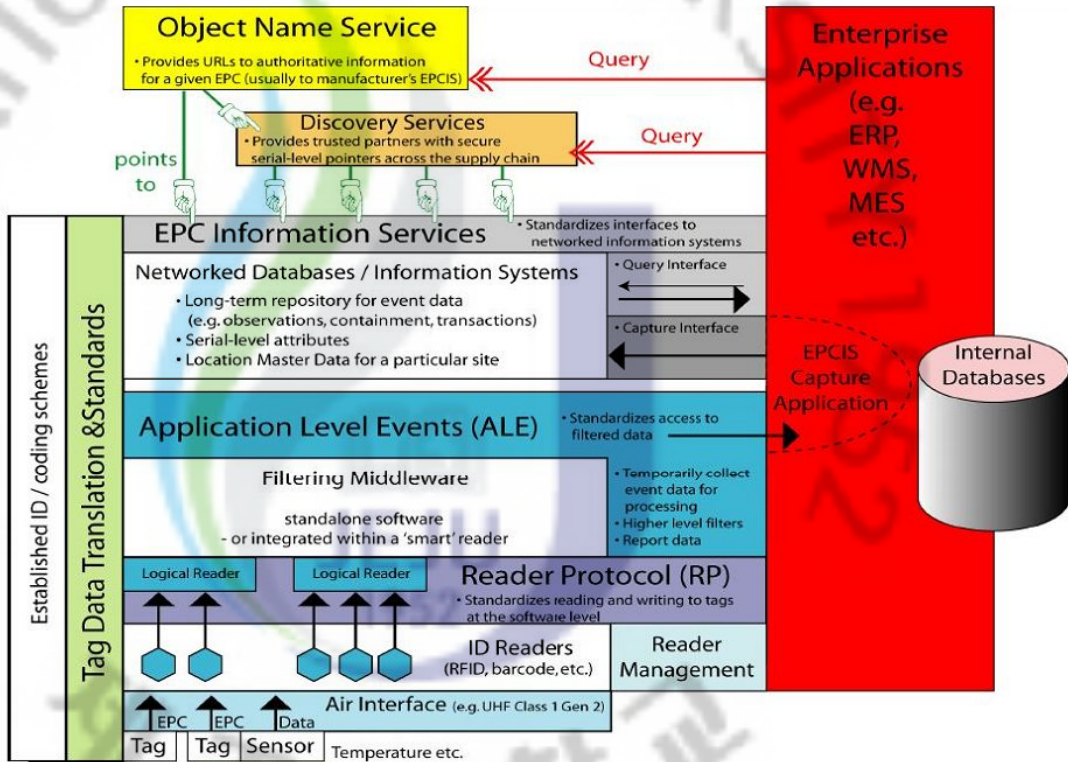 Object Name Service
• Provides URLs to authoritative information
for a given EPC (usually to manufacturer's EPCIS)
Query
Enterprise
Applications
(e.g.
ERP,
WMS,
MES
etc.)
Discovery Services
• Provides trusted partners with secure
serial-level pointers across the supply chain
Query
points
to
EPC Information Services
• Standardizes interfaces to
networked information systems
Networked Databases / Information Systems
• Long-term repository for event data
(e.g. observations, containment, transactions)
• Serial-level attributes
• Location Master Data for a particular site
• Query Interface
• Capture Interface
EPCIS
Capture
Application
Internal
Databases
Established ID / coding schemes
Tag Data Translation &Standards
Application Level Events (ALE)
• Standardizes access to
filtered data
Filtering Middleware
standalone software
- or integrated within a 'smart' reader
• Temporarily collect
event data for
processing
• Higher level filters
• Report data
Logical Reader
Logical Reader
Reader Protocol (RP)
• Standardizes reading and writing to tags
at the software level
ID Readers
(RFID, barcode, etc.)
Reader
Management
Air Interface (e.g. UHF Class 1 Gen 2)
EPC
EPC
Data
Tag
Tag
Sensor
Temperature etc.
JEJU
1952
1952